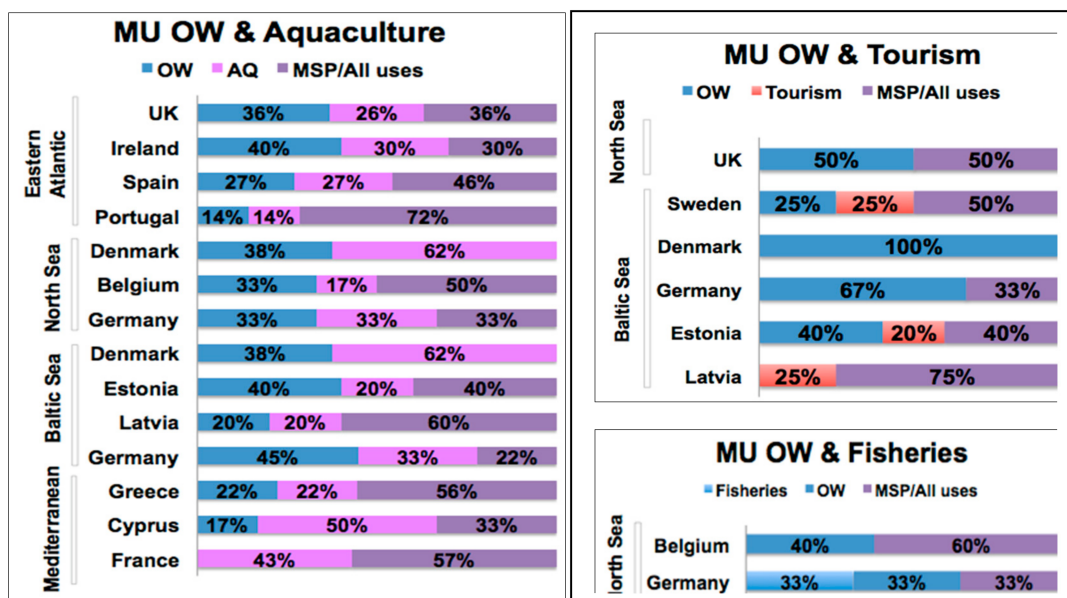 MU OW & Aquaculture
OW AQ MSP/All uses
Eastern Atlantic
UK 36% 26% 36%
Ireland 40% 30% 30%
Spain 27% 27% 46%
Portugal 14% 14% 72%
North Sea
Denmark 38% 62%
Belgium 33% 17% 50%
Germany 33% 33% 33%
Baltic Sea
Denmark 38% 62%
Estonia 40% 20% 40%
Latvia 20% 20% 60%
Germany 45% 33% 22%
Mediterranean
Greece 22% 22% 56%
Cyprus 17% 50% 33%
France 43% 57%
MU OW & Tourism
OW Tourism MSP/All uses
North Sea
UK 50% 50%
Baltic Sea
Sweden 25% 25% 50%
Denmark 100%
Germany 67% 33%
Estonia 40% 20% 40%
Latvia 25% 75%
MU OW & Fisheries
Fisheries OW MSP/All uses
Sea
Belgium 40% 60%
Germany 33% 33% 33%